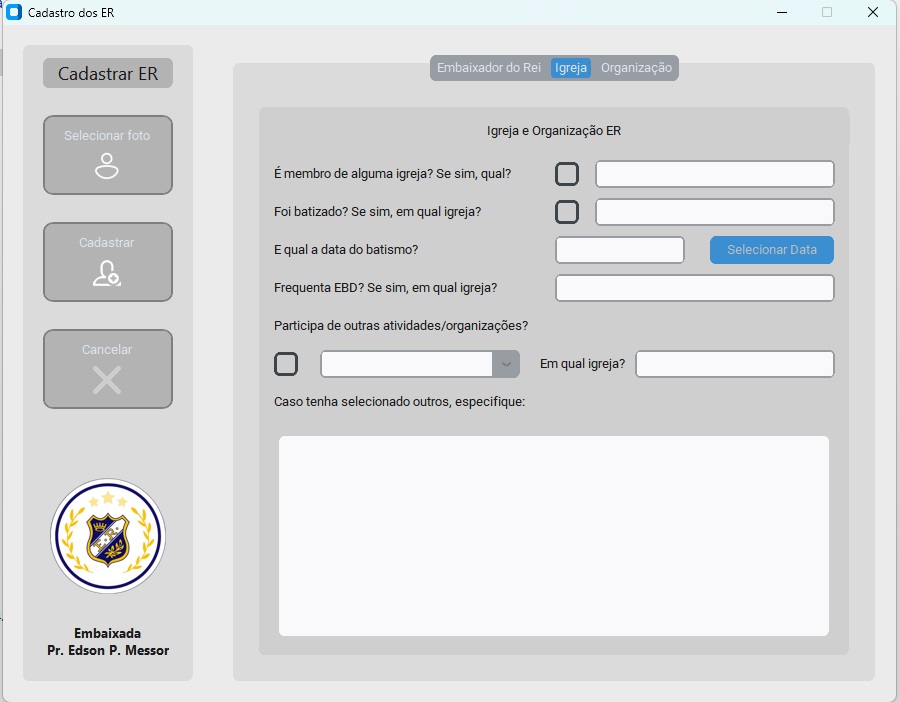 Cadastro dos ER
Cadastrar ER
Selecionar foto
Cadastrar
Cancelar
Embaixada
Pr. Edson P. Messor
Embaixador do Rei Igreja Organização
Igreja e Organização ER
É membro de alguma igreja? Se sim, qual?
Foi batizado? Se sim, em qual igreja?
E qual a data do batismo? Selecionar Data
Frequenta EBD? Se sim, em qual igreja?
Participa de outras atividades/organizações?
Em qual igreja?
Caso tenha selecionado outros, especifique: